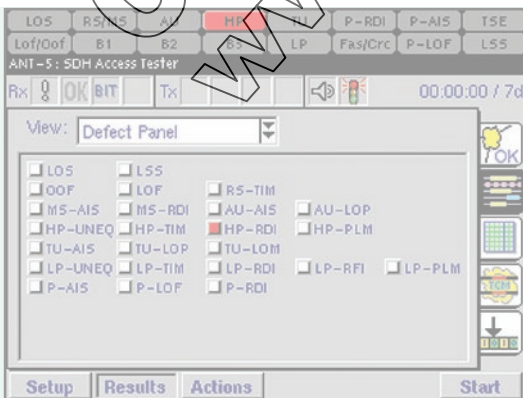 LOS RS/MS AU HP TU P-RDI P-AIS TSE
Lof/Oof B1 B2 B3 LP Fas/Crc P-LOF LSS
ANT-5 : SDH Access Tester
Rx OK BIT Tx 00:00:00 / 7d
View: Defect Panel
OK
LOS LSS
OOF LOF RS-TIM
MS-AIS MS-RDI AU-AIS AU-LOP
HP-UNEQ HP-TIM HP-RDI HP-PLM
TU-AIS TU-LOP TU-LOM
LP-UNEQ LP-TIM LP-RDI LP-RFI LP-PLM
TCM
P-AIS P-LOF P-RDI
Setup Results Actions Start